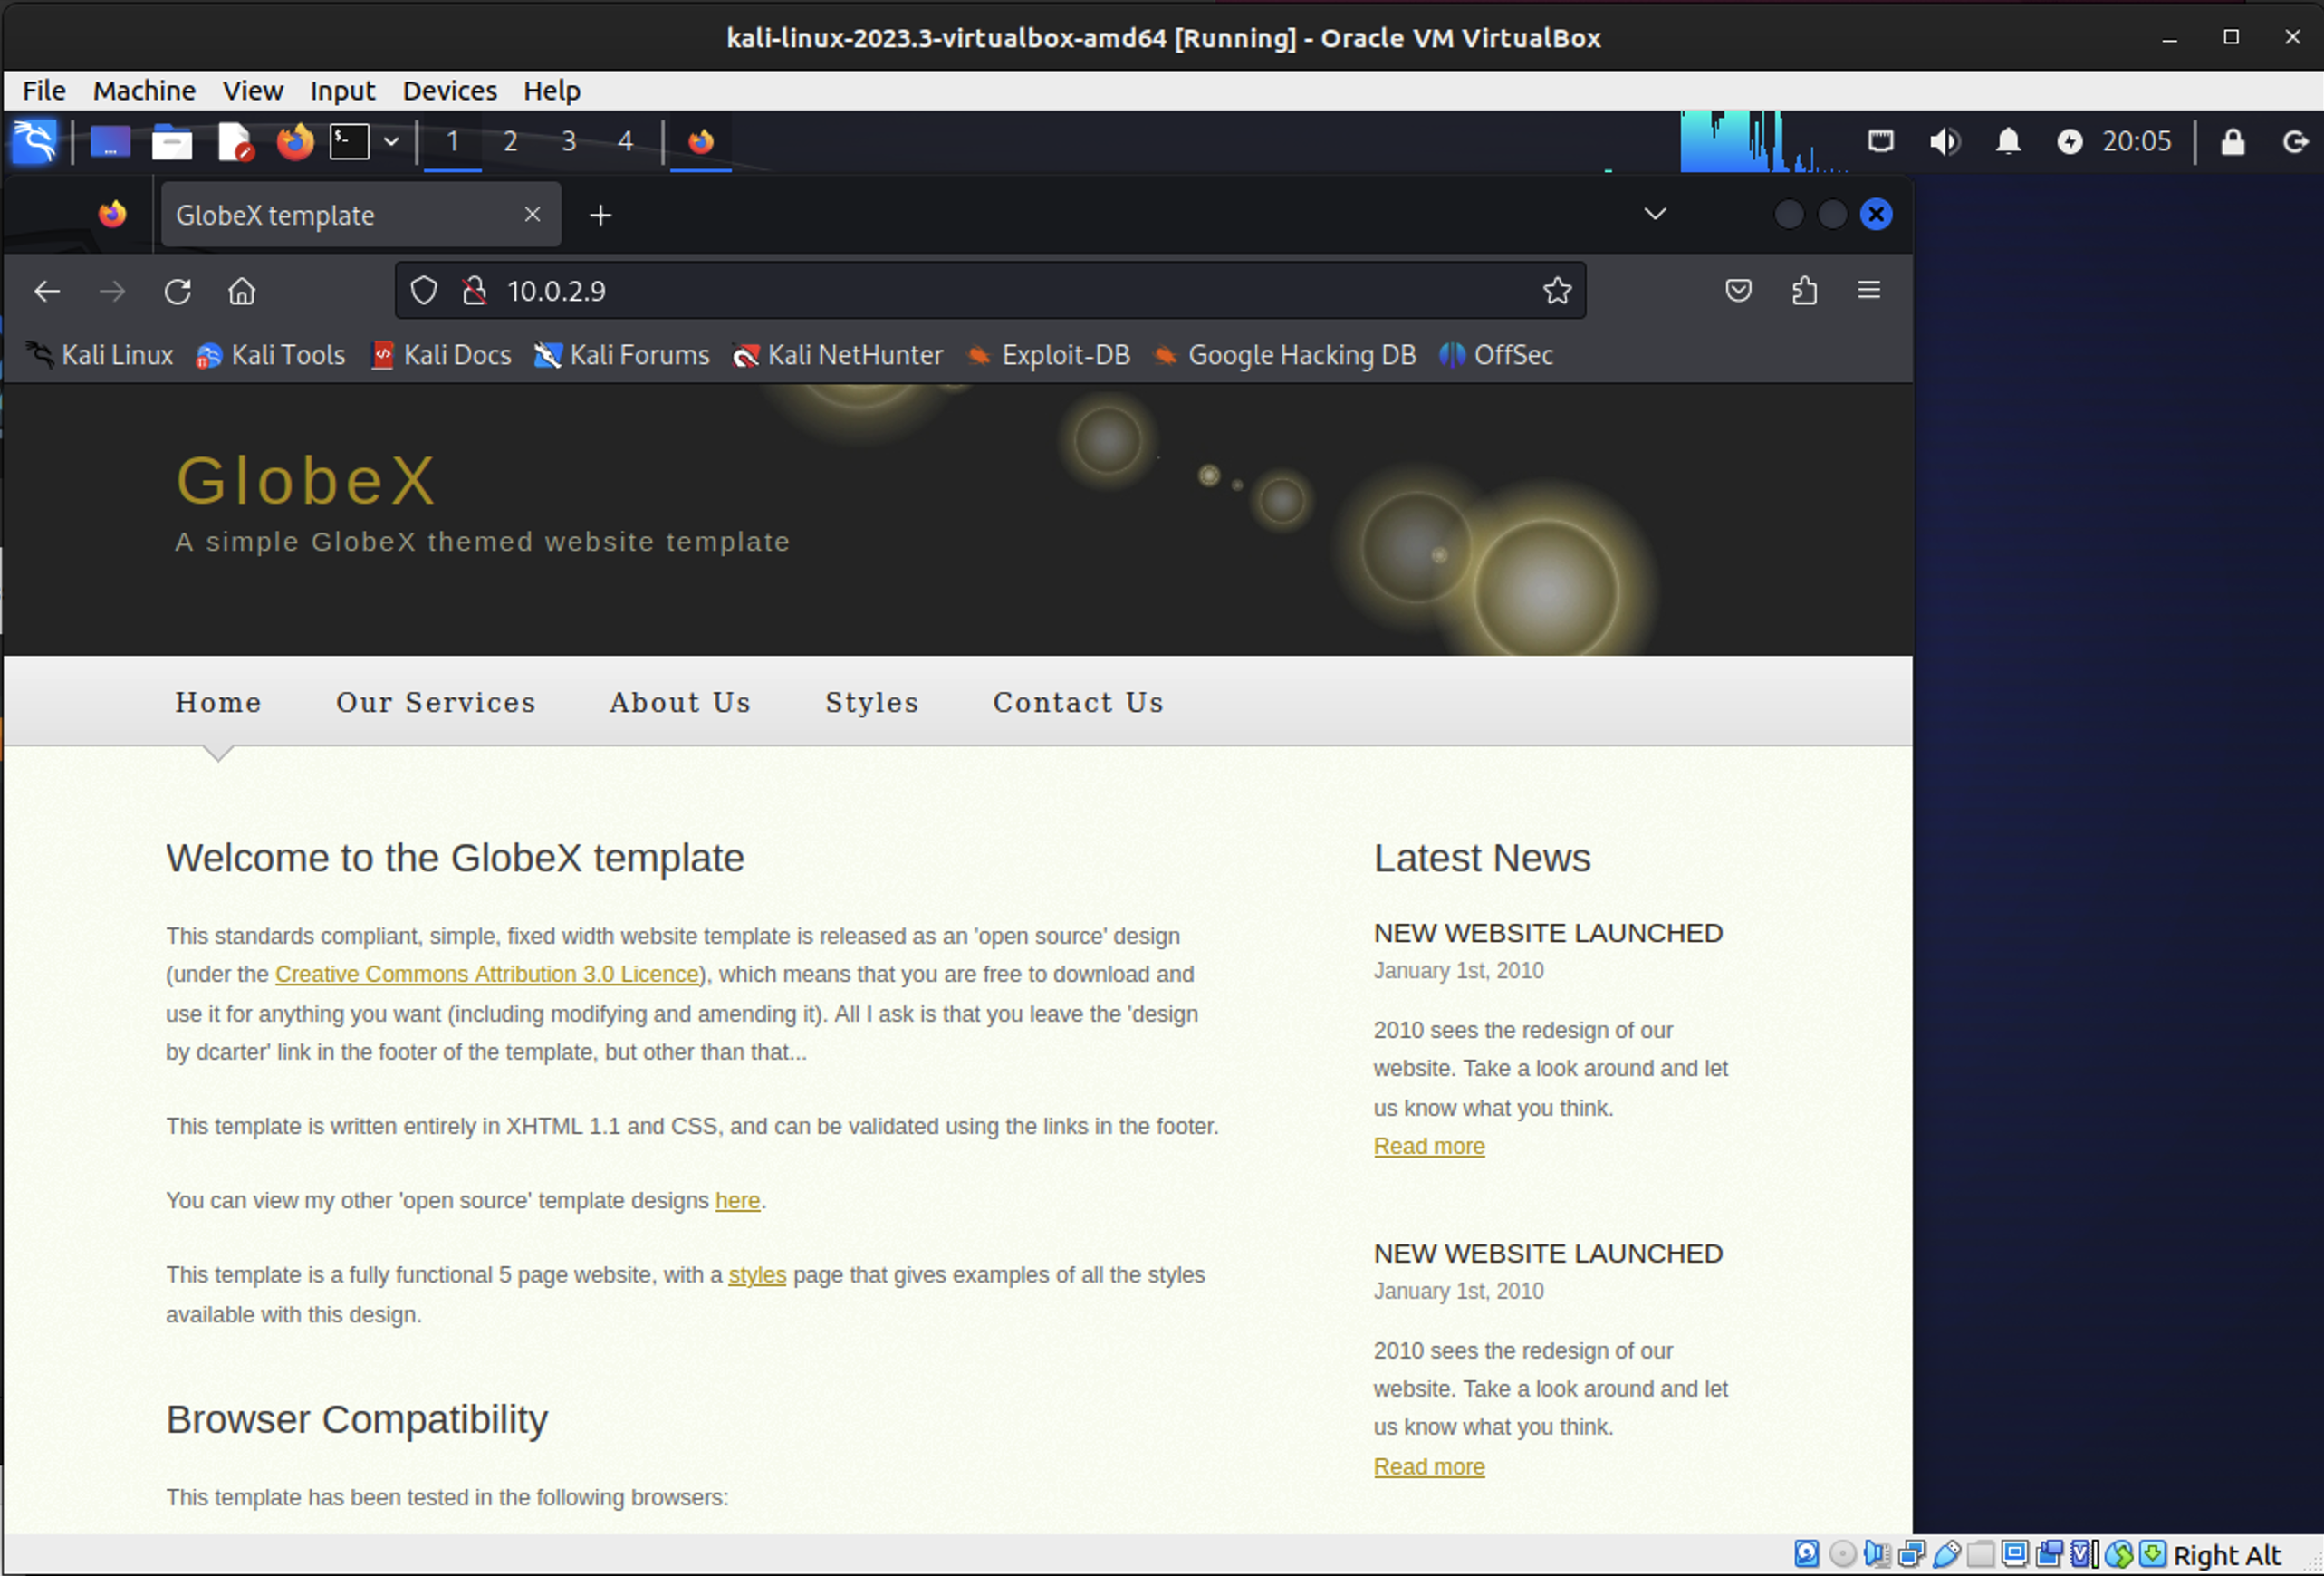 kali-linux-2023.3-virtualbox-amd64 [Running] - Oracle VM VirtualBox
File Machine View Input Devices Help
$- 1 2 3 4 20:05
GlobeX template
10.0.2.9
Kali Linux Kali Tools Kali Docs Kali Forums Kali NetHunter Exploit-DB Google Hacking DB OffSec
GlobeX
A simple GlobeX themed website template
Home Our Services About Us Styles Contact Us
Welcome to the GlobeX template
This standards compliant, simple, fixed width website template is released as an 'open source' design
(under the Creative Commons Attribution 3.0 Licence), which means that you are free to download and
use it for anything you want (including modifying and amending it). All I ask is that you leave the 'design
by dcarter' link in the footer of the template, but other than that...
This template is written entirely in XHTML 1.1 and CSS, and can be validated using the links in the footer.
You can view my other 'open source' template designs here.
This template is a fully functional 5 page website, with a styles page that gives examples of all the styles
available with this design.
Browser Compatibility
This template has been tested in the following browsers:
Latest News
NEW WEBSITE LAUNCHED
January 1st, 2010
2010 sees the redesign of our
website. Take a look around and let
us know what you think.
Read more
NEW WEBSITE LAUNCHED
January 1st, 2010
2010 sees the redesign of our
website. Take a look around and let
us know what you think.
Read more
Right Alt